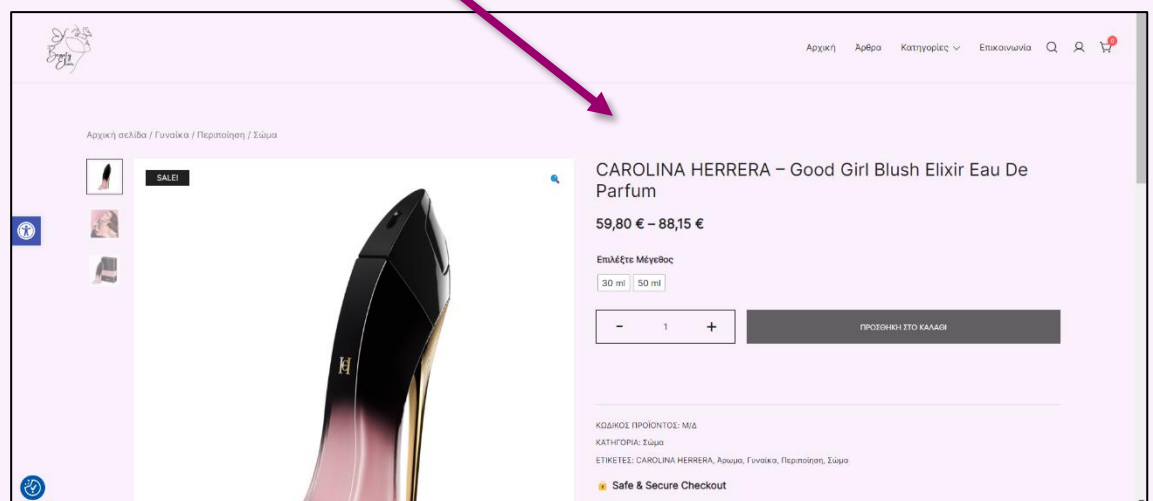 Beauty
Αρχική Άρθρα Κατηγορίες Επικοινωνία 0
Αρχική σελίδα / Γυναίκα / Περιποίηση / Σώμα
SALE!
CAROLINA HERRERA – Good Girl Blush Elixir Eau De
Parfum
59,80 € – 88,15 €
Επιλέξτε Μέγεθος
30 ml 50 ml
- 1 +
ΠΡΟΣΘΗΚΗ ΣΤΟ ΚΑΛΑΘΙ
ΚΩΔΙΚΟΣ ΠΡΟΪΟΝΤΟΣ: Μ/Δ
ΚΑΤΗΓΟΡΙΑ: Σώμα
ΕΤΙΚΕΤΕΣ: CAROLINA HERRERA, Άρωμα, Γυναίκα, Περιποίηση, Σώμα
Safe & Secure Checkout